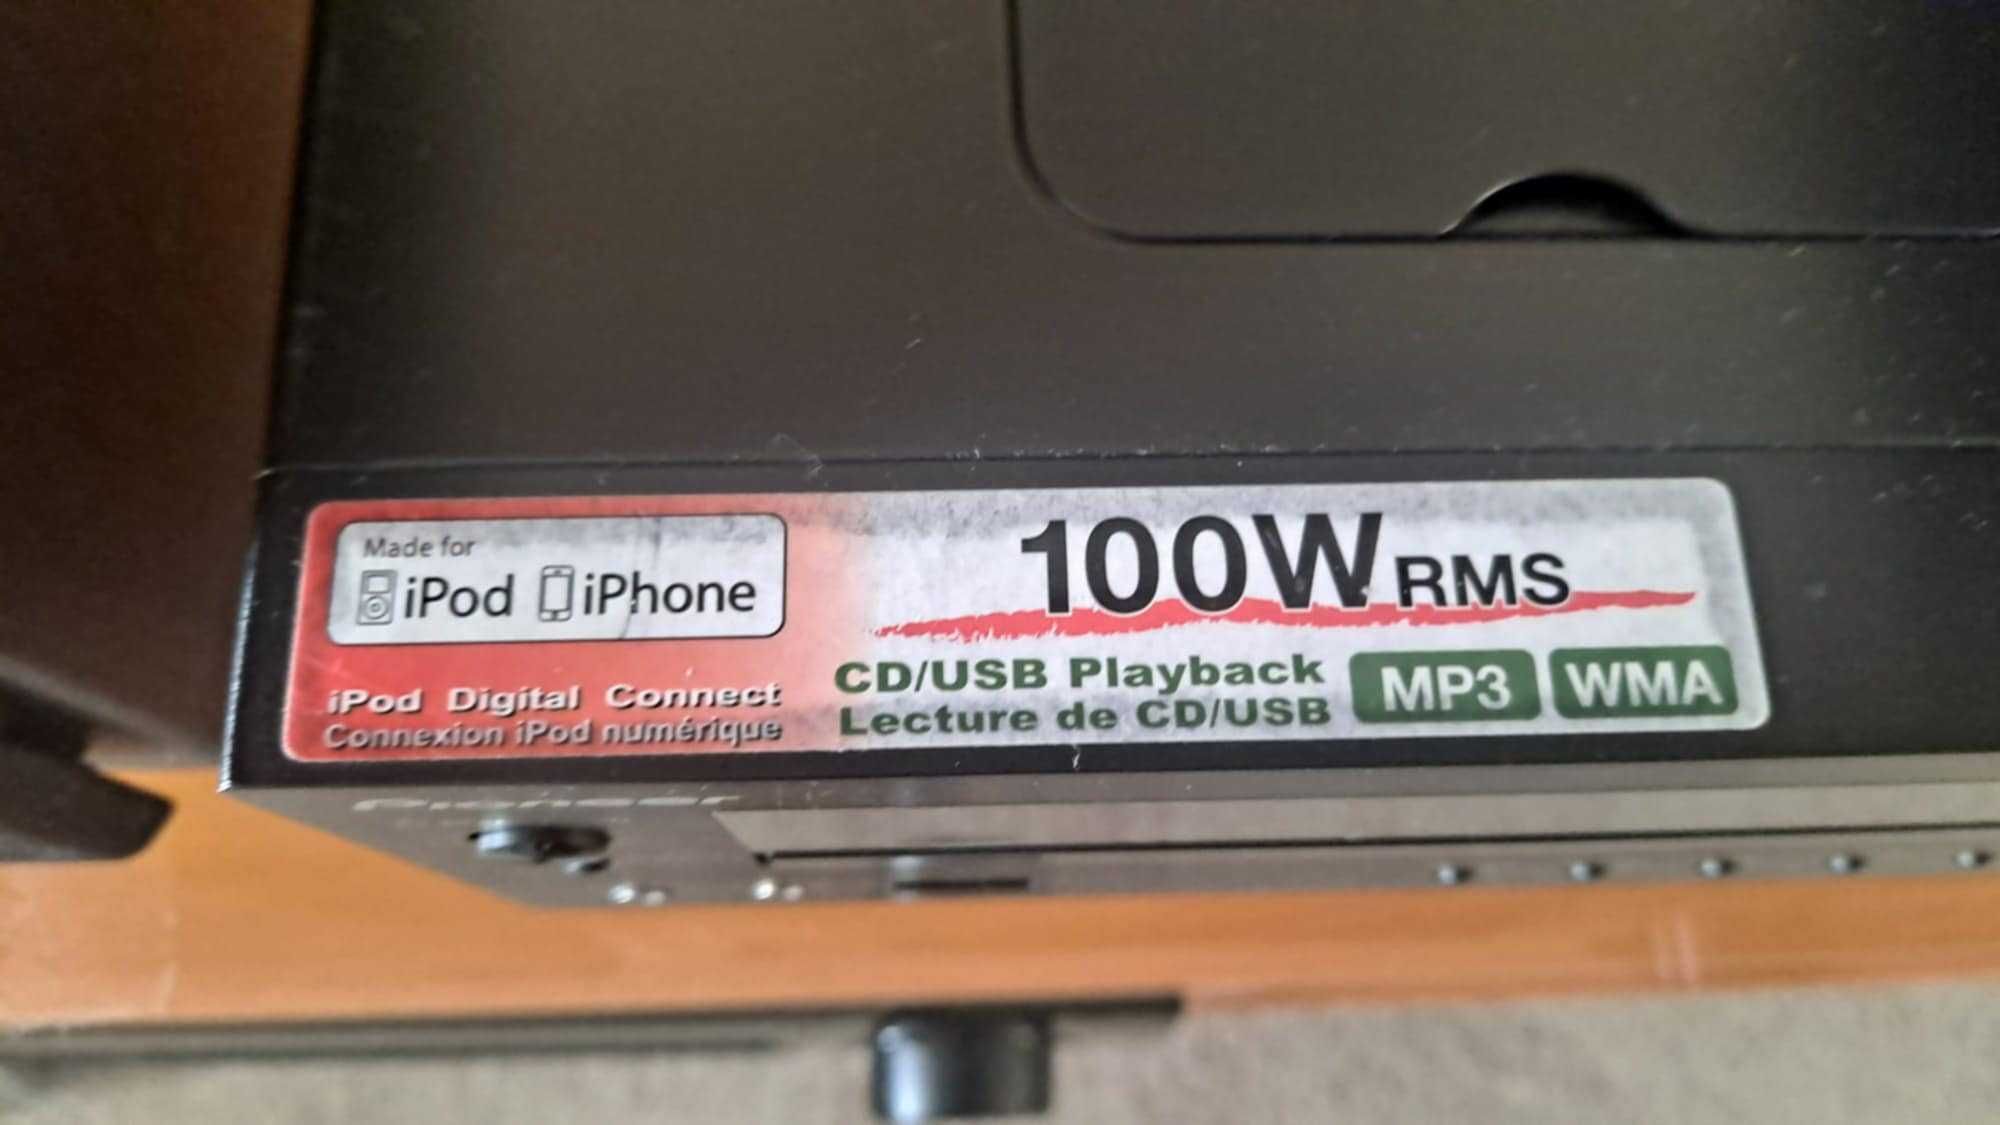 Made for
iPod iPhone
iPod Digital Connect
Connexion iPod numérique
100W RMS
CD/USB Playback
Lecture de CD/USB
MP3 WMA
Pioneer